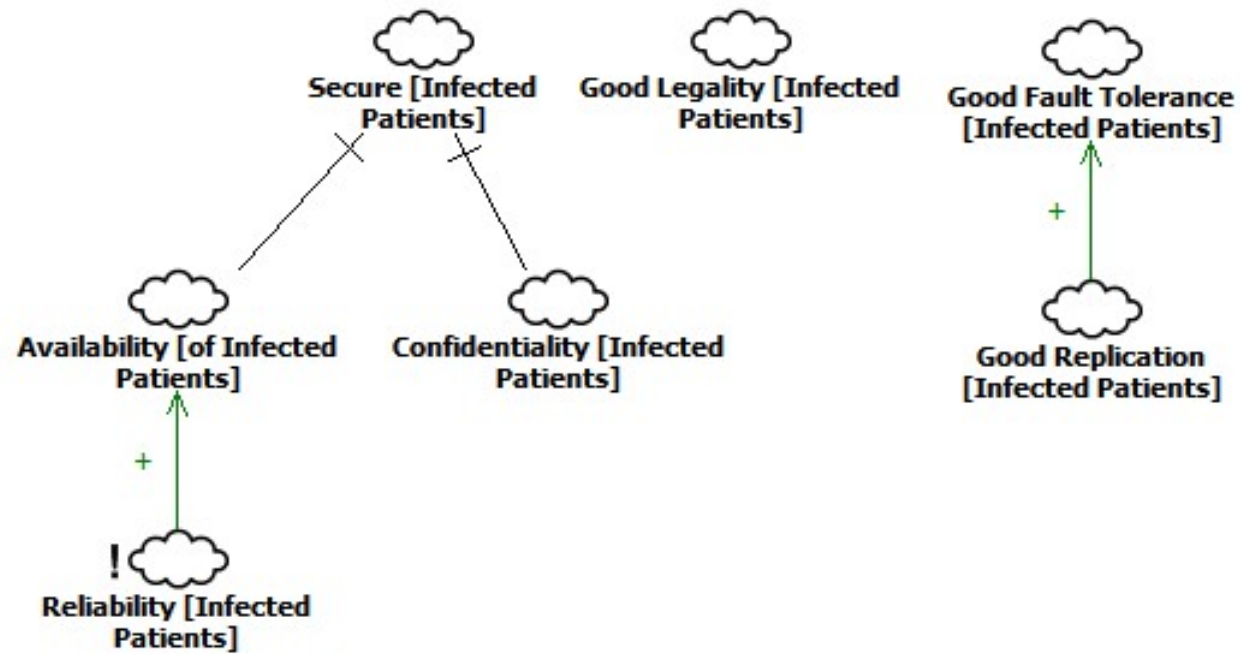 Secure [Infected
Patients]
Good Legality [Infected
Patients]
Good Fault Tolerance
[Infected Patients]
+
Availability [of Infected
Patients]
Confidentiality [Infected
Patients]
Good Replication
[Infected Patients]
+
!
Reliability [Infected
Patients]